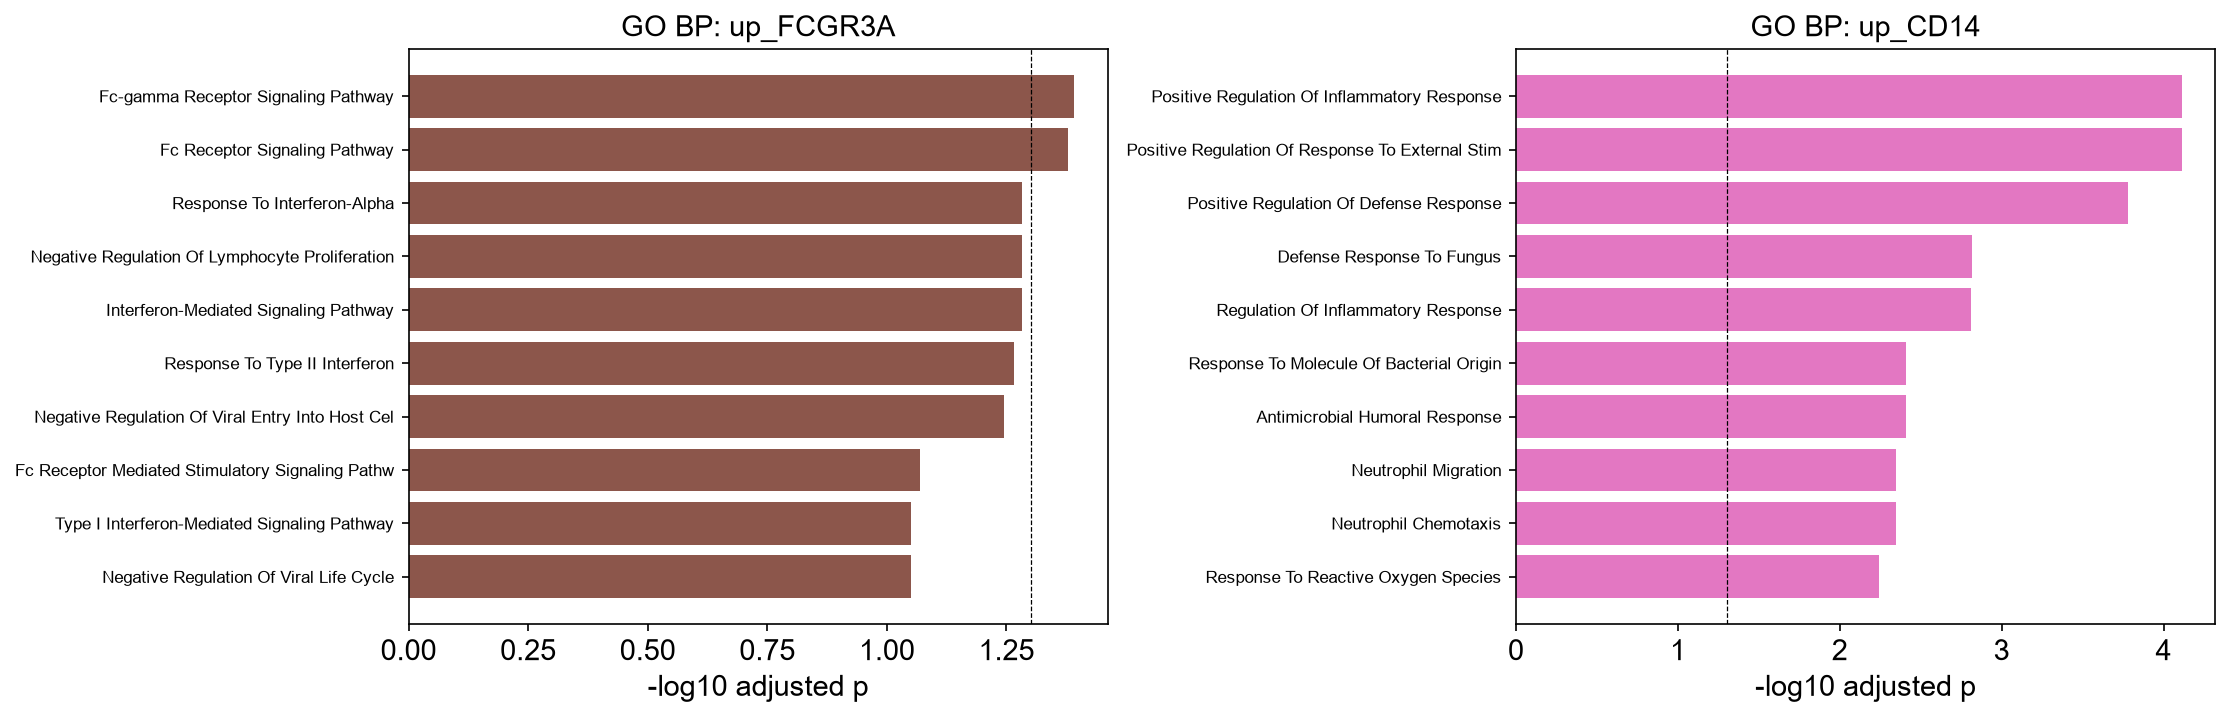 GO BP: up_FCGR3A
Fc-gamma Receptor Signaling Pathway
Fc Receptor Signaling Pathway
Response To Interferon-Alpha
Negative Regulation Of Lymphocyte Proliferation
Interferon-Mediated Signaling Pathway
Response To Type II Interferon
Negative Regulation Of Viral Entry Into Host Cel
Fc Receptor Mediated Stimulatory Signaling Pathw
Type I Interferon-Mediated Signaling Pathway
Negative Regulation Of Viral Life Cycle
0.00 0.25 0.50 0.75 1.00 1.25
-log10 adjusted p
GO BP: up_CD14
Positive Regulation Of Inflammatory Response
Positive Regulation Of Response To External Stim
Positive Regulation Of Defense Response
Defense Response To Fungus
Regulation Of Inflammatory Response
Response To Molecule Of Bacterial Origin
Antimicrobial Humoral Response
Neutrophil Migration
Neutrophil Chemotaxis
Response To Reactive Oxygen Species
0 1 2 3 4
-log10 adjusted p